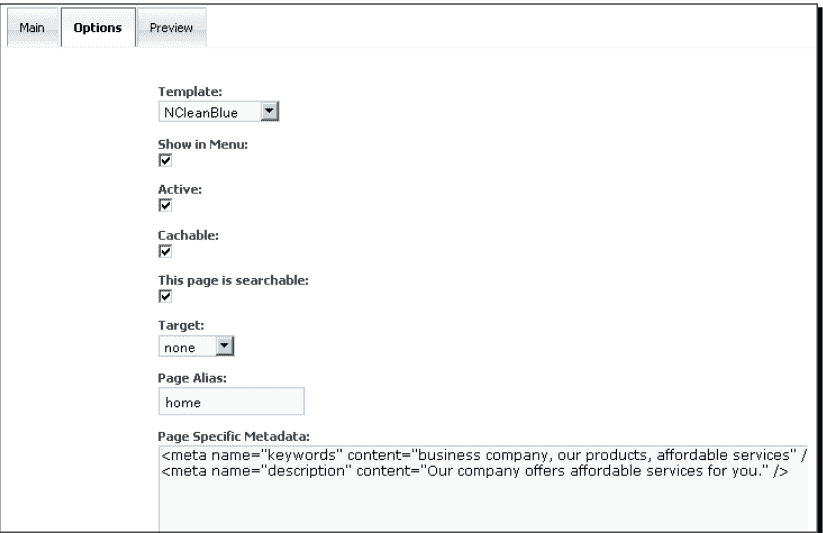 Main Options Preview
Template:
NCleanBlue
Show in Menu:
Active:
Cachable:
This page is searchable:
Target:
none
Page Alias:
home
Page Specific Metadata:
<meta name="keywords" content="business company, our products, affordable services" /
<meta name="description" content="Our company offers affordable services for you." />